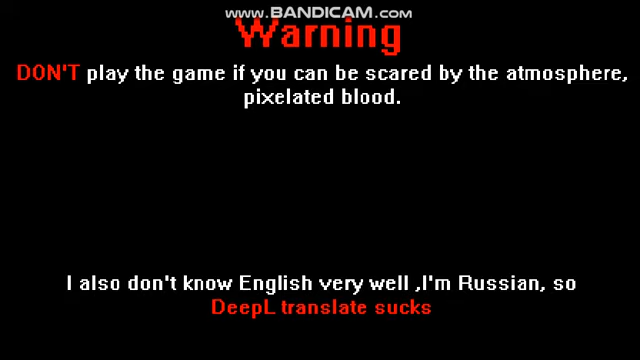 www.BANDICAM.com
Warning
DON'T play the game if you can be scared by the atmosphere,
pixelated blood.
I also don't know English very well ,I'm Russian, so
DeepL translate sucks